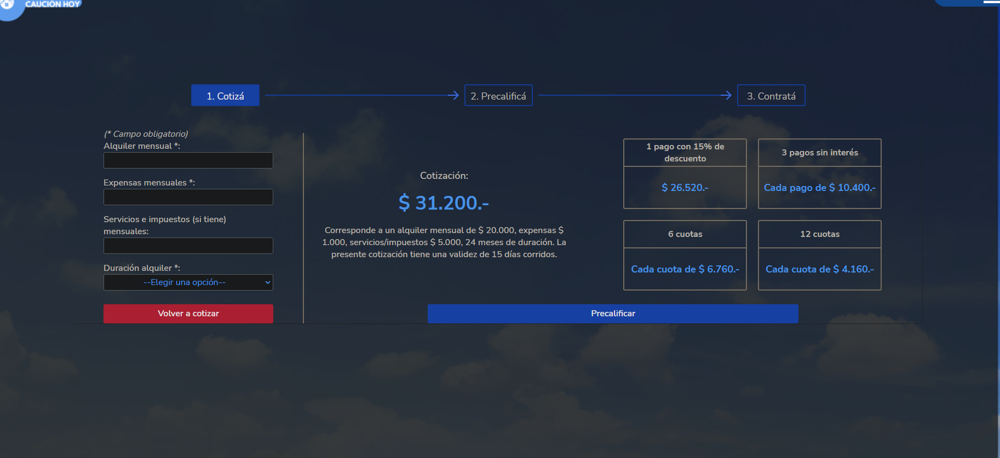 CAUCIÓN HOY
1. Cotizá
2. Precalificá
3. Contratá
(* Campo obligatorio)
Alquiler mensual *:
Expensas mensuales *:
Servicios e impuestos (si tiene)
mensuales:
Duración alquiler *:
--Elegir una opción--
Volver a cotizar
Cotización:
$ 31.200.-
Corresponde a un alquiler mensual de $ 20.000, expensas $
1.000, servicios/impuestos $ 5.000, 24 meses de duración. La
presente cotización tiene una validez de 15 días corridos.
1 pago con 15% de
descuento
$ 26.520.-
3 pagos sin interés
Cada pago de $ 10.400.-
6 cuotas
Cada cuota de $ 6.760.-
12 cuotas
Cada cuota de $ 4.160.-
Precalificar